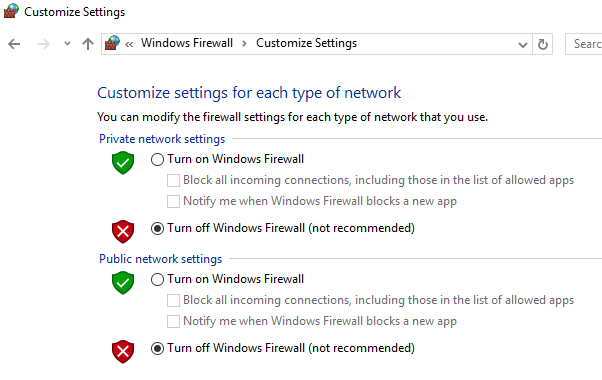 Customize Settings
« Windows Firewall > Customize Settings
Searc
Customize settings for each type of network
You can modify the firewall settings for each type of network that you use.
Private network settings
Turn on Windows Firewall
Block all incoming connections, including those in the list of allowed apps
Notify me when Windows Firewall blocks a new app
Turn off Windows Firewall (not recommended)
Public network settings
Turn on Windows Firewall
Block all incoming connections, including those in the list of allowed apps
Notify me when Windows Firewall blocks a new app
Turn off Windows Firewall (not recommended)